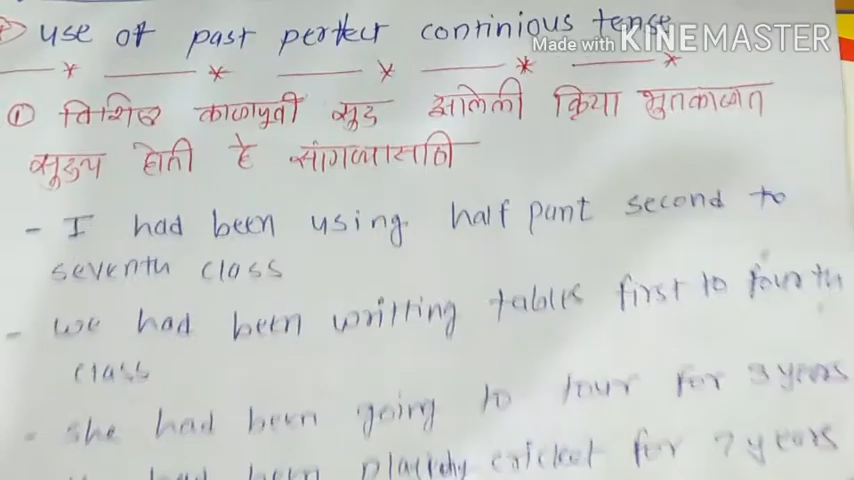 use of past perfect continious tense
Made with KINEMASTER
① विशिष्ट काळापूर्वी सुरु झालेली क्रिया भुतकाळात
सुरुच होती हे सांगण्यासाठी
- I had been using half pant second to
seventh class
- we had been writting tables first to fourth
class
- she had been going to tour for 3 years
had been cricket for 7 years